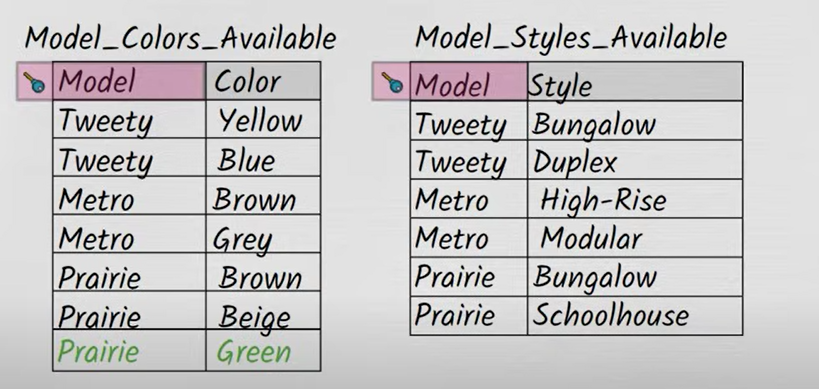 Model_Colors_Available
Model Color
Tweety Yellow
Tweety Blue
Metro Brown
Metro Grey
Prairie Brown
Prairie Beige
Prairie Green
Model_Styles_Available
Model Style
Tweety Bungalow
Tweety Duplex
Metro High-Rise
Metro Modular
Prairie Bungalow
Prairie Schoolhouse